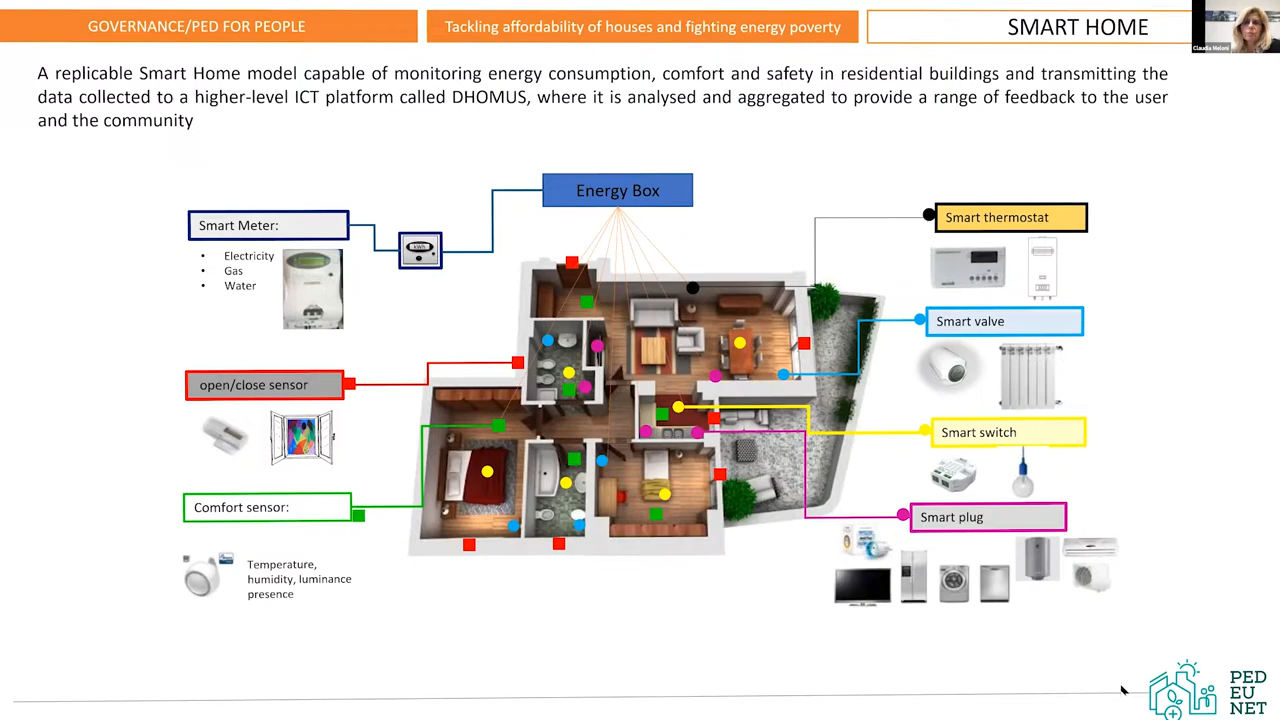 GOVERNANCE/PED FOR PEOPLE
Tackling affordability of houses and fighting energy poverty
SMART HOME
Claudia Meloni
A replicable Smart Home model capable of monitoring energy consumption, comfort and safety in residential buildings and transmitting the
data collected to a higher-level ICT platform called DHOMUS, where it is analysed and aggregated to provide a range of feedback to the user
and the community
Energy Box
Smart Meter:
• Electricity
• Gas
• Water
kWh
Smart thermostat
Smart valve
open/close sensor
Smart switch
Comfort sensor:
Smart plug
Temperature,
humidity, luminance
presence
PED
EU
NET